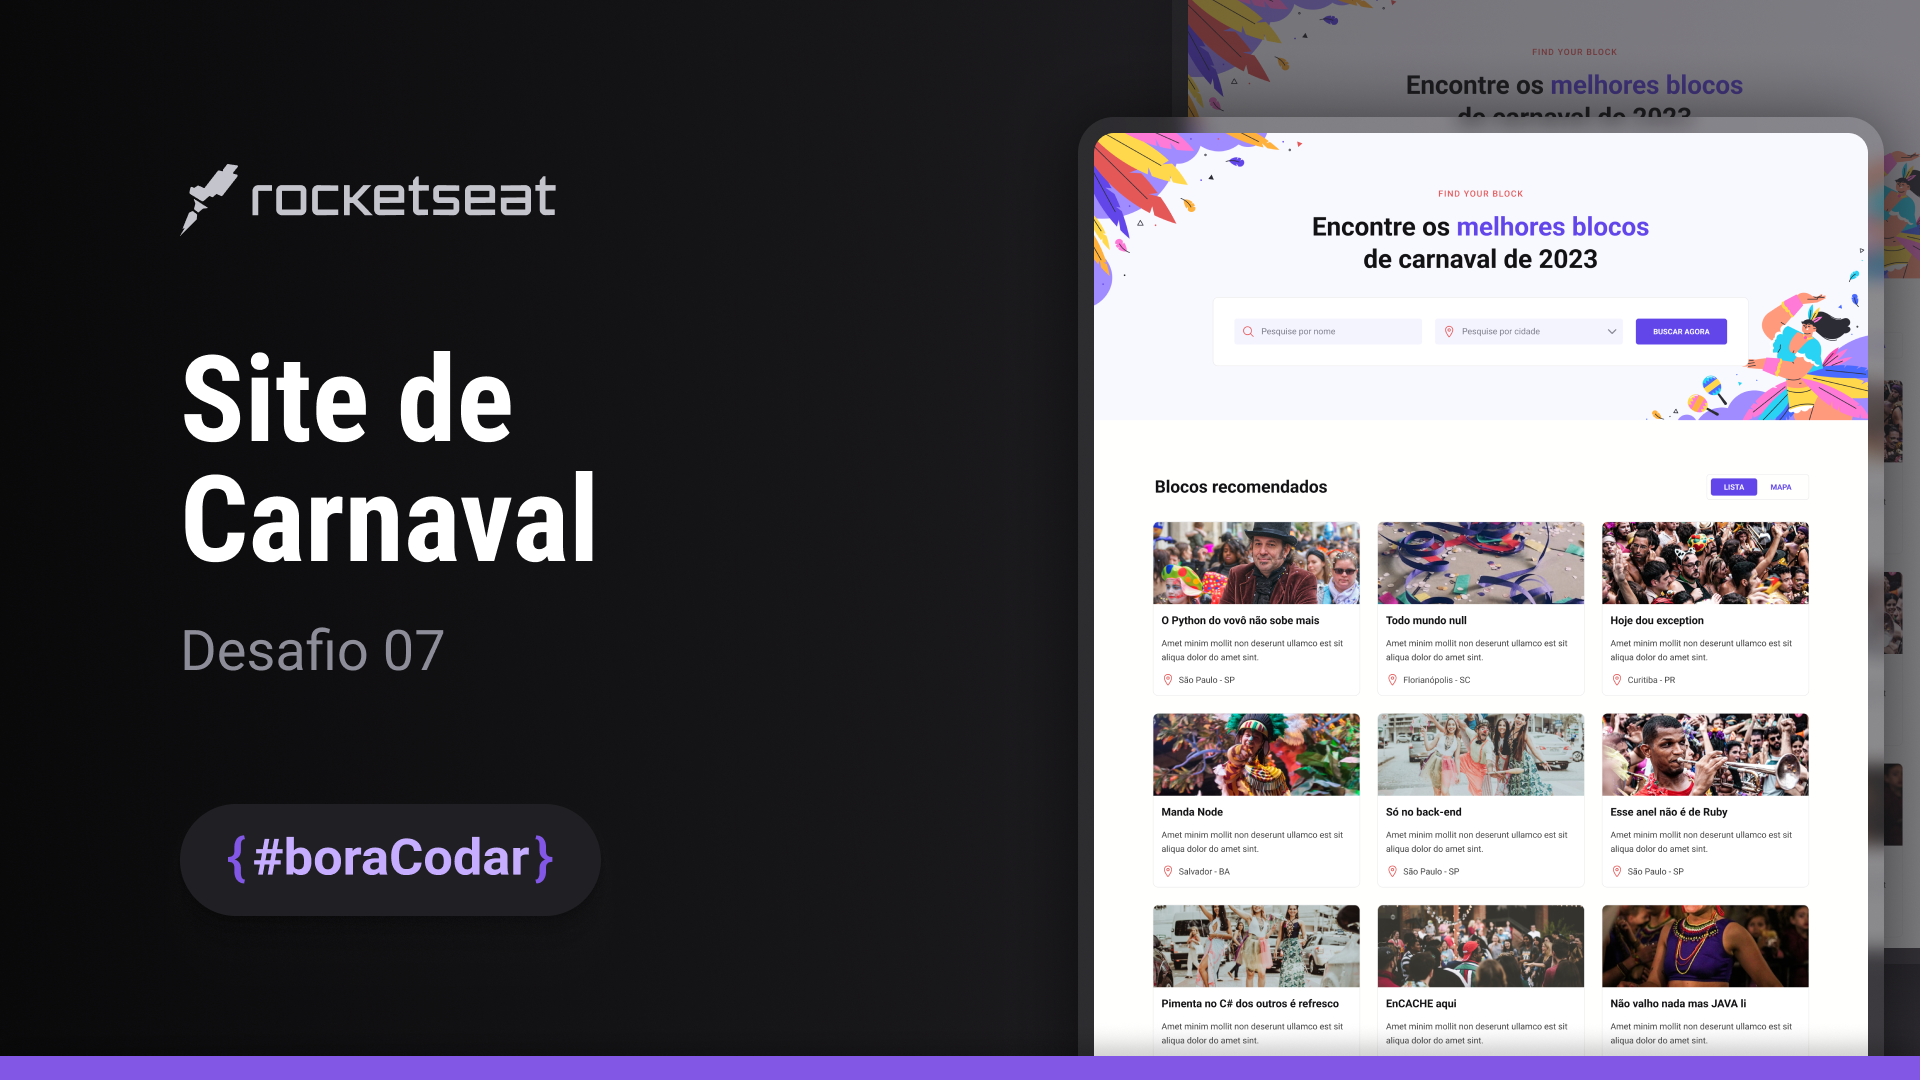 rocketseat
Site de
Carnaval
Desafio 07
{#boraCodar}
FIND YOUR BLOCK
Encontre os melhores blocos
de carnaval de 2023
FIND YOUR BLOCK
Encontre os melhores blocos
de carnaval de 2023
Pesquise por nome
Pesquise por cidade
BUSCAR AGORA
Blocos recomendados
LISTA
MAPA
O Python do vovô não sobe mais
Amet minim mollit non deserunt ullamco est sit
aliqua dolor do amet sint.
São Paulo - SP
Todo mundo null
Amet minim mollit non deserunt ullamco est sit
aliqua dolor do amet sint.
Florianópolis - SC
Hoje dou exception
Amet minim mollit non deserunt ullamco est sit
aliqua dolor do amet sint.
Curitiba - PR
Manda Node
Amet minim mollit non deserunt ullamco est sit
aliqua dolor do amet sint.
Salvador - BA
Só no back-end
Amet minim mollit non deserunt ullamco est sit
aliqua dolor do amet sint.
São Paulo - SP
Esse anel não é de Ruby
Amet minim mollit non deserunt ullamco est sit
aliqua dolor do amet sint.
São Paulo - SP
Pimenta no C# dos outros é refresco
Amet minim mollit non deserunt ullamco est sit
aliqua dolor do amet sint.
EnCACHE aqui
Amet minim mollit non deserunt ullamco est sit
aliqua dolor do amet sint.
Não valho nada mas JAVA li
Amet minim mollit non deserunt ullamco est sit
aliqua dolor do amet sint.